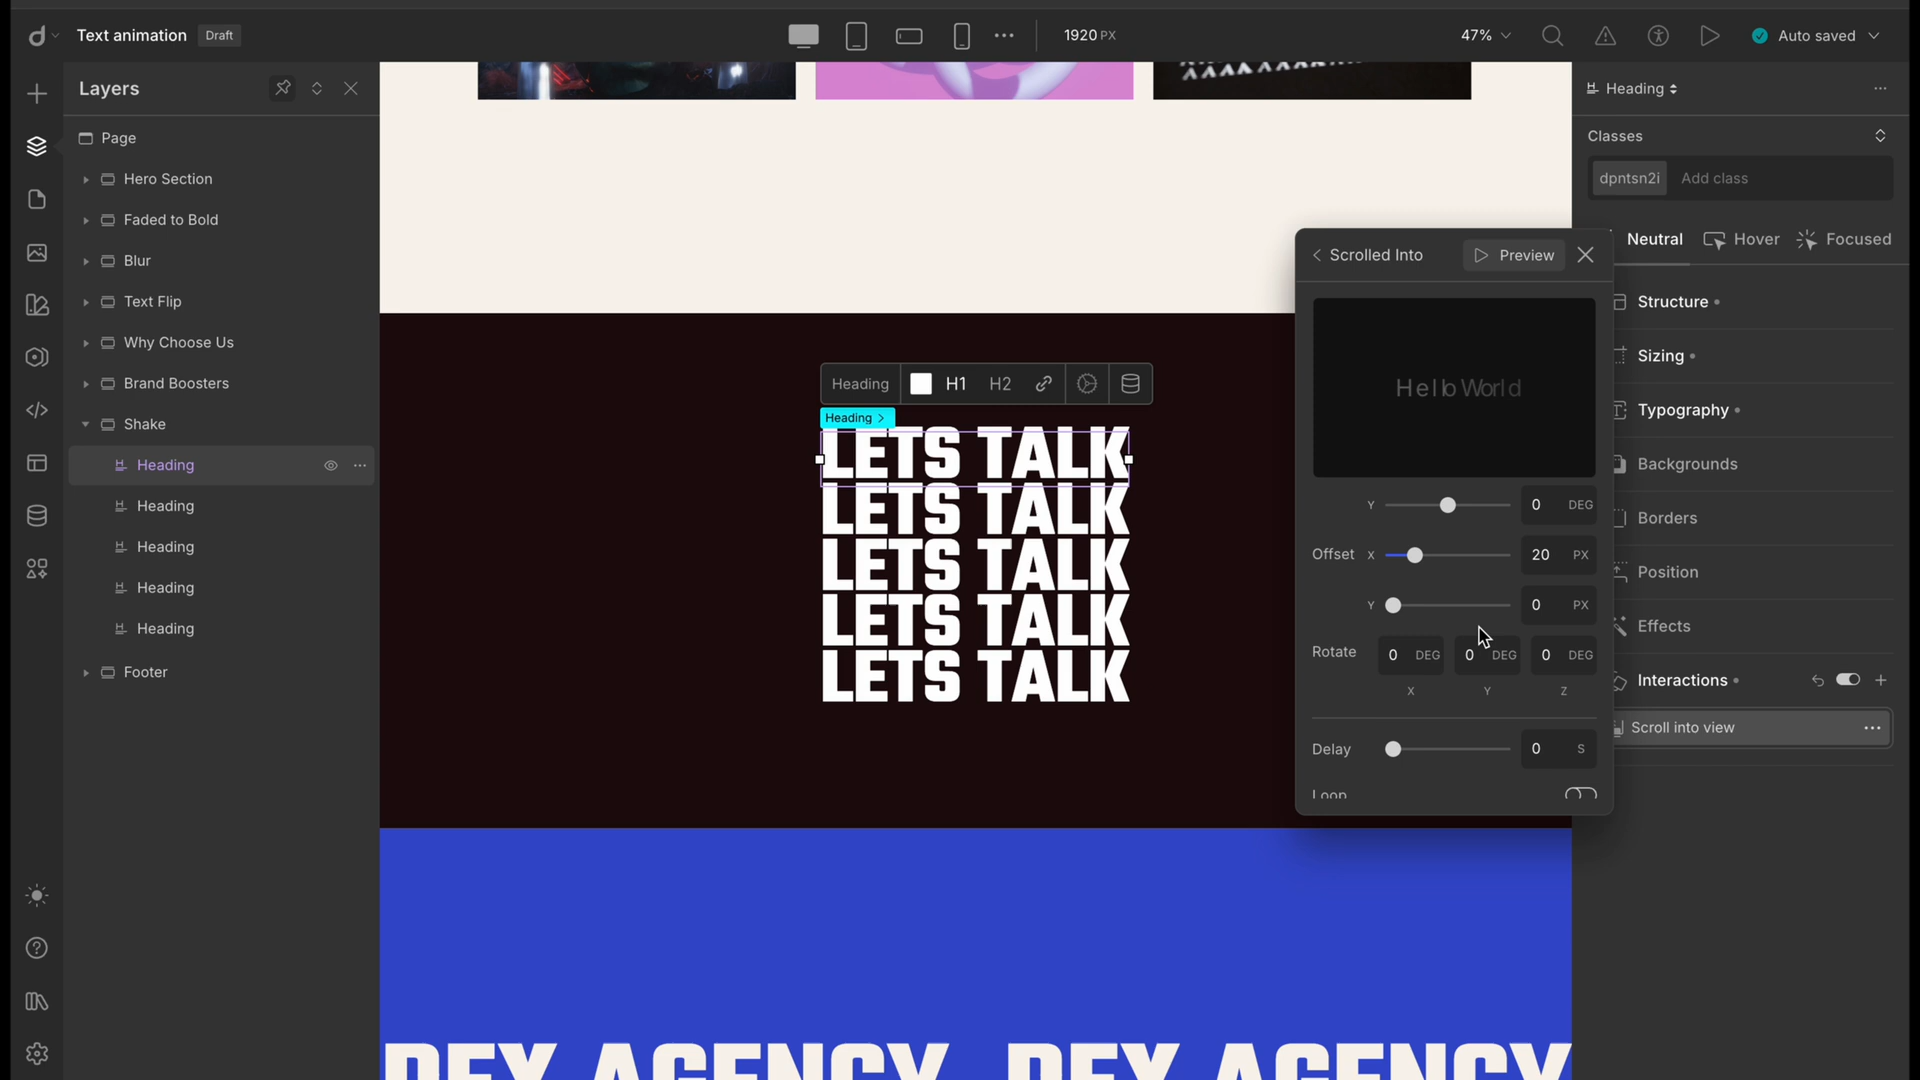 Text animation
Draft
1920 PX
47%
Auto saved
Layers
Page
Hero Section
Faded to Bold
Blur
Text Flip
Why Choose Us
Brand Boosters
Shake
Heading
Heading
Heading
Heading
Heading
Footer
Heading H1 H2
Heading >
LETS TALK
LETS TALK
LETS TALK
LETS TALK
LETS TALK
DEX AGENCY DEX AGENCY
Scrolled Into
Preview
Hello World
Y 0 DEG
Offset X 20 PX
Y 0 PX
Rotate 0 DEG 0 DEG 0 DEG
X Y Z
Delay 0 S
Loop
Heading
Classes
dpntsn2i Add class
Neutral Hover Focused
Structure
Sizing
Typography
Backgrounds
Borders
Position
Effects
Interactions
Scroll into view